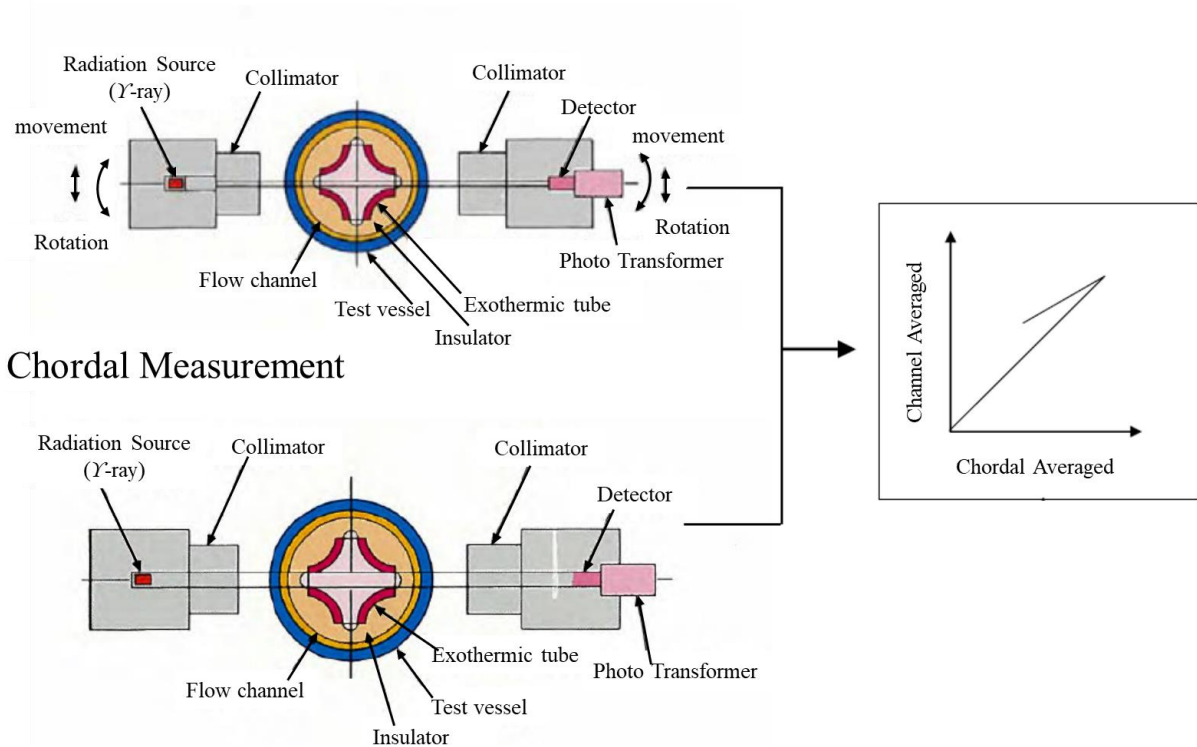 Radiation Source
(ϒ-ray)
Collimator
Collimator
Detector
movement
movement
Rotation
Rotation
Photo Transformer
Flow channel
Test vessel
Exothermic tube
Insulator
Chordal Measurement
Radiation Source
(ϒ-ray)
Collimator
Collimator
Detector
Exothermic tube
Photo Transformer
Flow channel
Test vessel
Insulator
Channel Averaged
Chordal Averaged